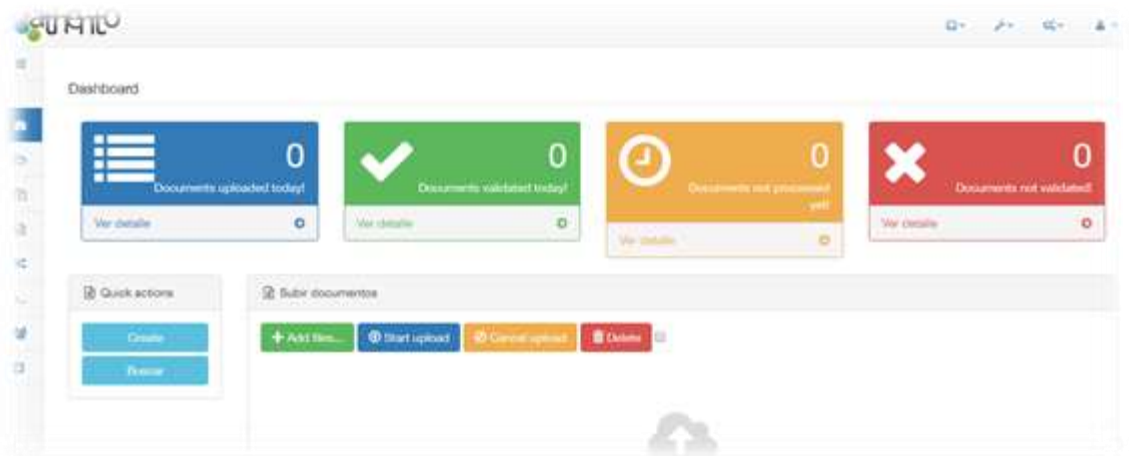 athento
Dashboard
0
Documents uploaded today!
Ver detalle
0
Documents validated today!
Ver detalle
0
Documents not processed
yet!
Ver detalle
0
Documents not validated!
Ver detalle
Quick actions
Create
Buscar
Subir documentos
Add files...
Start upload
Cancel upload
Delete